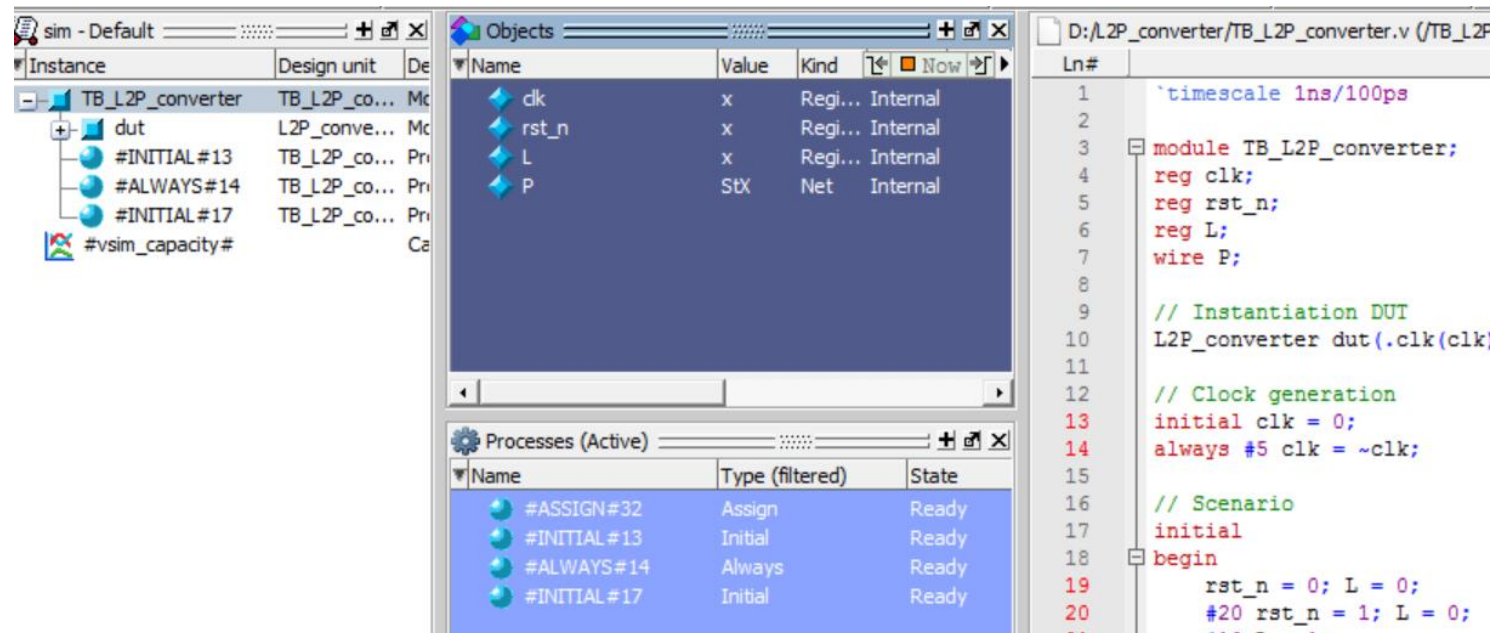 sim - Default
Instance Design unit De
TB_L2P_converter TB_L2P_co... Mo
dut L2P_conve... Mo
#INITIAL#13 TB_L2P_co... Pro
#ALWAYS#14 TB_L2P_co... Pro
#INITIAL#17 TB_L2P_co... Pro
#vsim_capacity# Ca
Objects
Name Value Kind Now
clk x Regi... Internal
rst_n x Regi... Internal
L x Regi... Internal
P StX Net Internal
Processes (Active)
Name Type (filtered) State
#ASSIGN#32 Assign Ready
#INITIAL#13 Initial Ready
#ALWAYS#14 Always Ready
#INITIAL#17 Initial Ready
D:/L2P_converter/TB_L2P_converter.v (/TB_L2P
Ln#
1 `timescale 1ns/100ps
2
3 module TB_L2P_converter;
4 reg clk;
5 reg rst_n;
6 reg L;
7 wire P;
8
9 // Instantiation DUT
10 L2P_converter dut(.clk(clk)
11
12 // Clock generation
13 initial clk = 0;
14 always #5 clk = ~clk;
15
16 // Scenario
17 initial
18 begin
19 rst_n = 0; L = 0;
20 #20 rst_n = 1; L = 0;